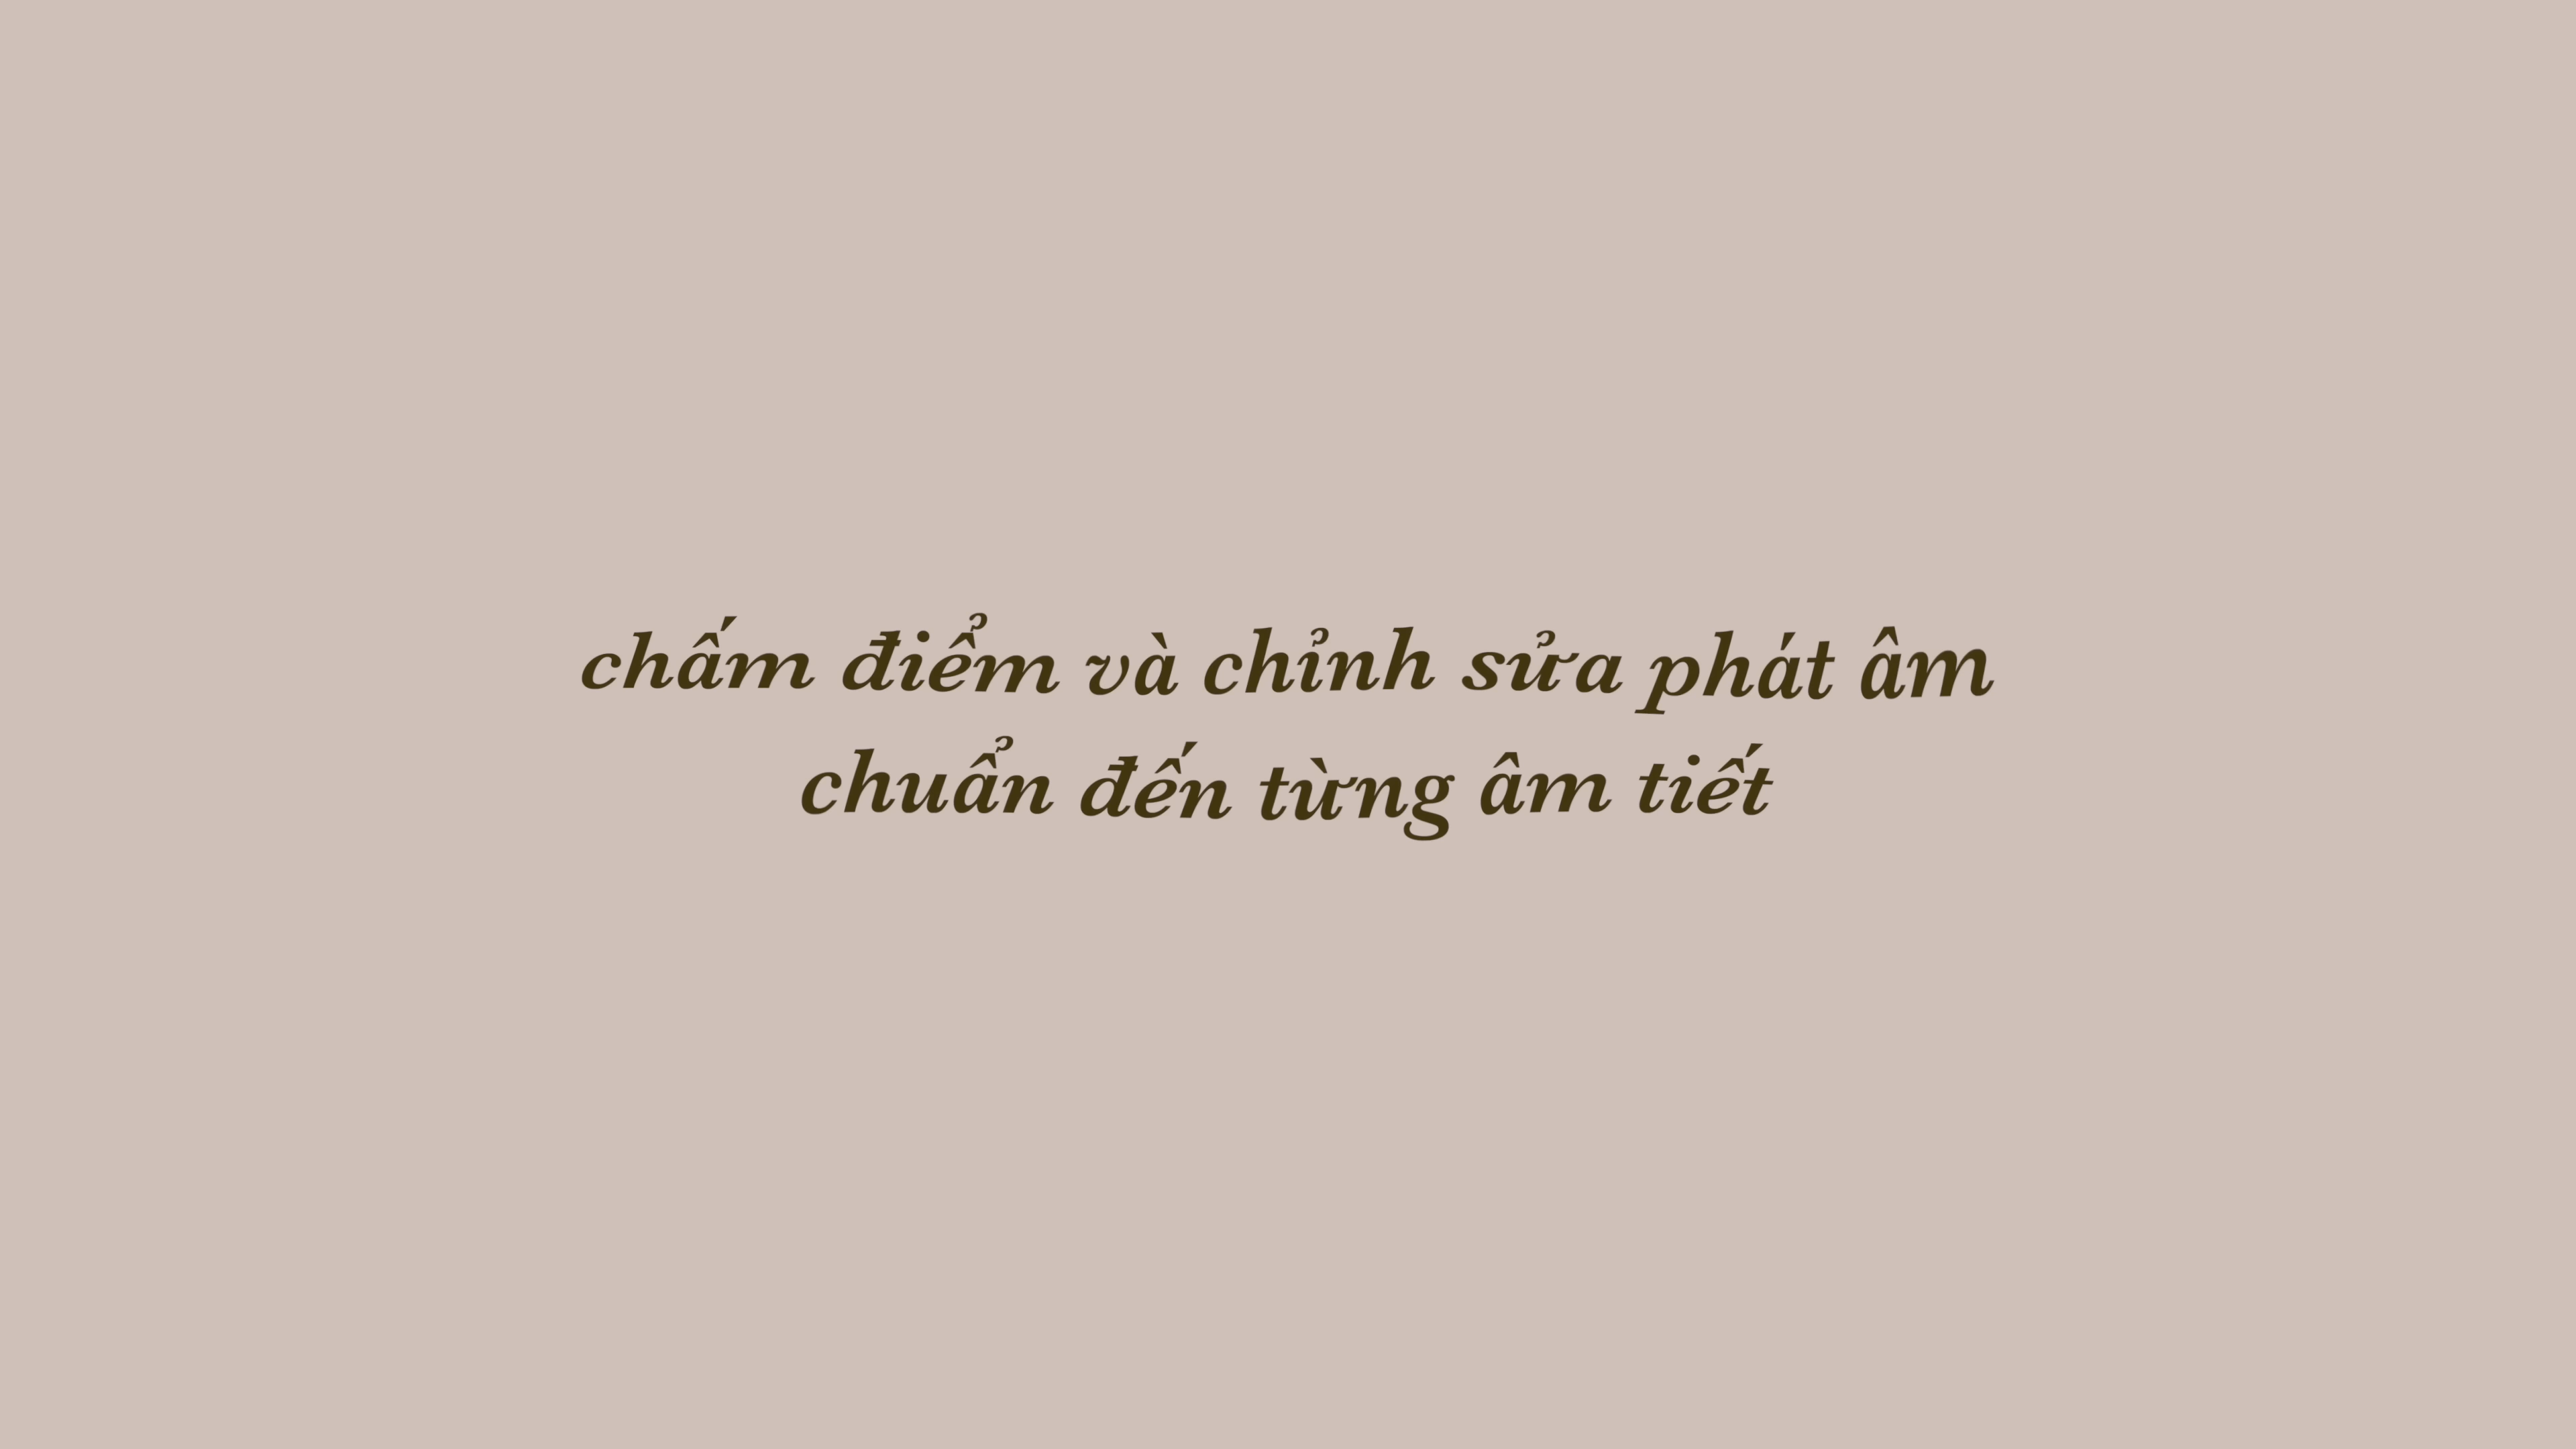 chấm điểm và chỉnh sửa phát âm
chuẩn đến từng âm tiết